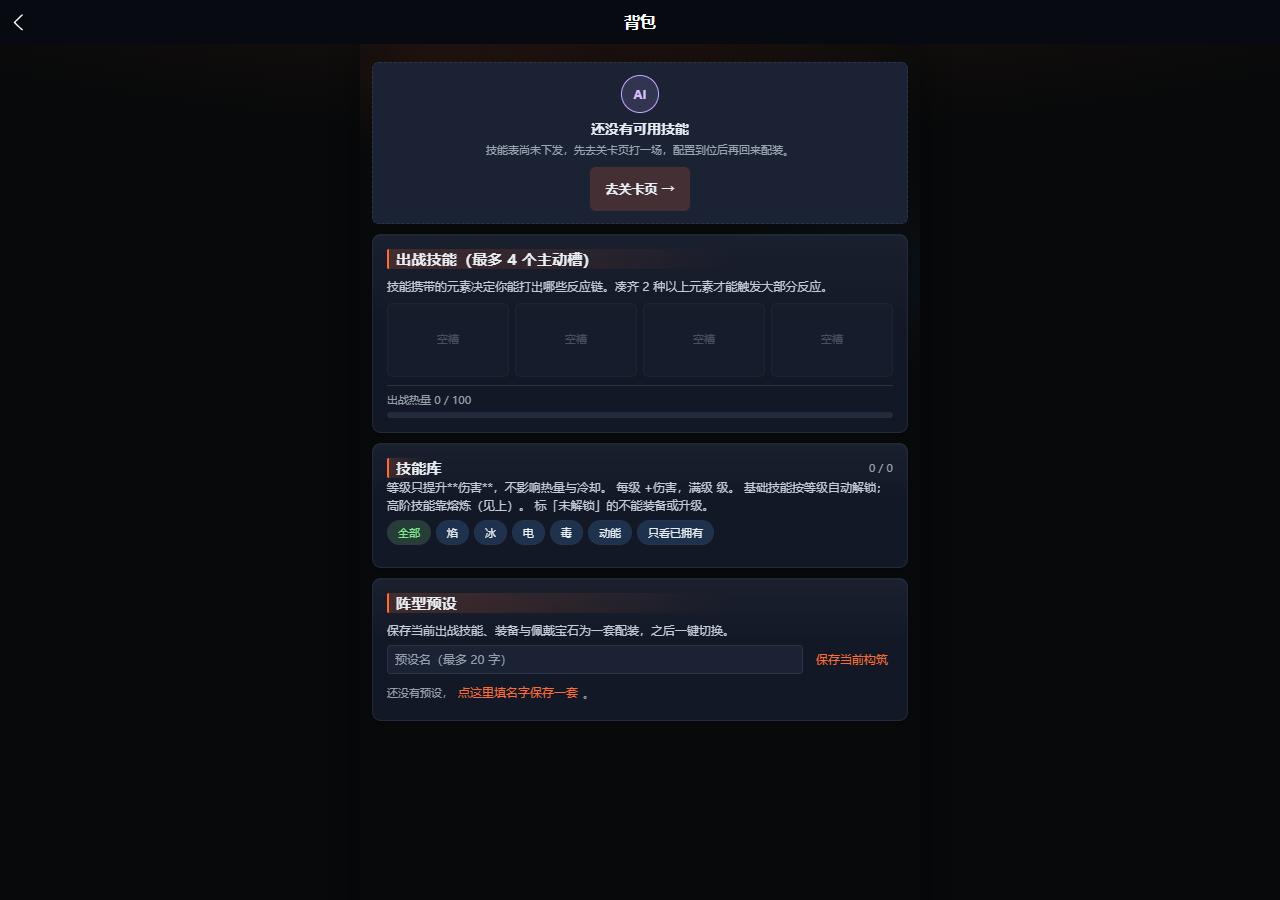 背包
AI
还没有可用技能
技能表尚未下发，先去关卡页打一场，配置到位后再回来配装。
去关卡页 →
出战技能（最多 4 个主动槽）
技能携带的元素决定你能打出哪些反应链。凑齐 2 种以上元素才能触发大部分反应。
空槽 空槽 空槽 空槽
出战热量 0 / 100
技能库 0 / 0
等级只提升**伤害**，不影响热量与冷却。 每级 +伤害，满级 级。 基础技能按等级自动解锁；
高阶技能靠熔炼（见上）。 标「未解锁」的不能装备或升级。
全部 焰 冰 电 毒 动能 只看已拥有
阵型预设
保存当前出战技能、装备与佩戴宝石为一套配装，之后一键切换。
预设名（最多 20 字） 保存当前构筑
还没有预设， 点这里填名字保存一套 。